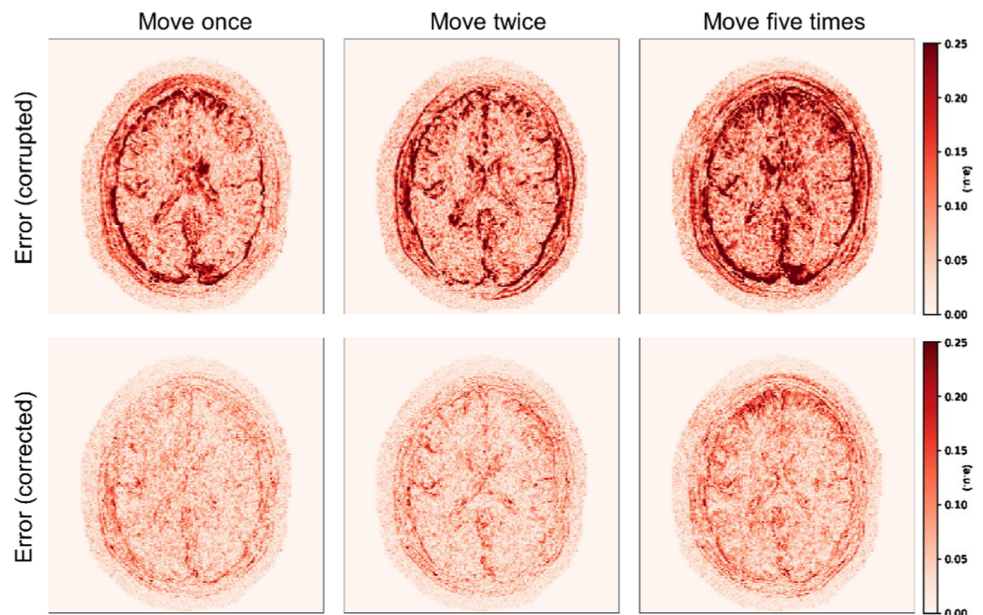 Move once
Move twice
Move five times
Error (corrupted)
0.25
0.20
0.15
0.10
0.05
0.00
(a.u.)
Error (corrected)
0.25
0.20
0.15
0.10
0.05
0.00
(a.u.)